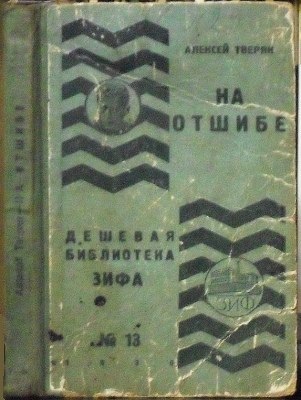 АЛЕКСЕЙ ТВЕРЯК
НА
ОТШИБЕ
ДЕШЕВАЯ
БИБЛИОТЕКА
ЗИФА
№ 13
ЗИФ